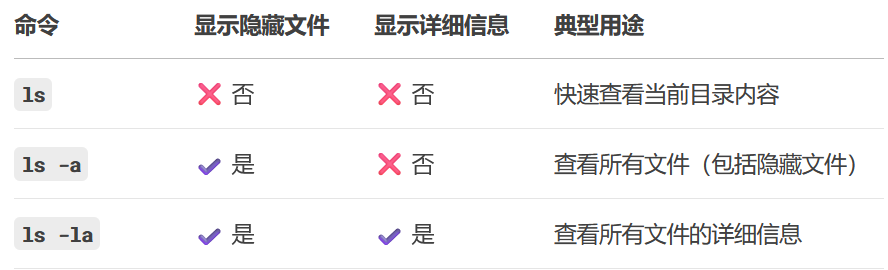 命令 显示隐藏文件 显示详细信息 典型用途
ls ❌ 否 ❌ 否 快速查看当前目录内容
ls -a ✔ 是 ❌ 否 查看所有文件（包括隐藏文件）
ls -la ✔ 是 ✔ 是 查看所有文件的详细信息